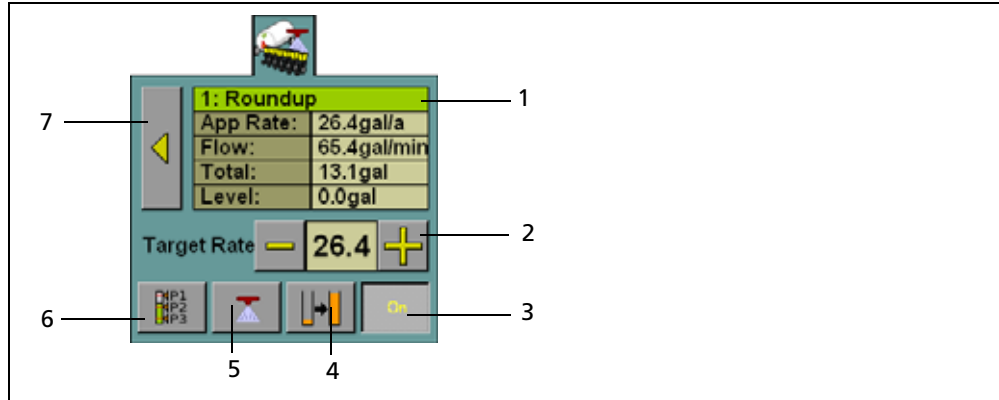 1: Roundup
App Rate: 26.4gal/a
Flow: 65.4gal/min
Total: 13.1gal
Level: 0.0gal
Target Rate 26.4
P1
P2
P3
On
1
2
3
4
5
6
7